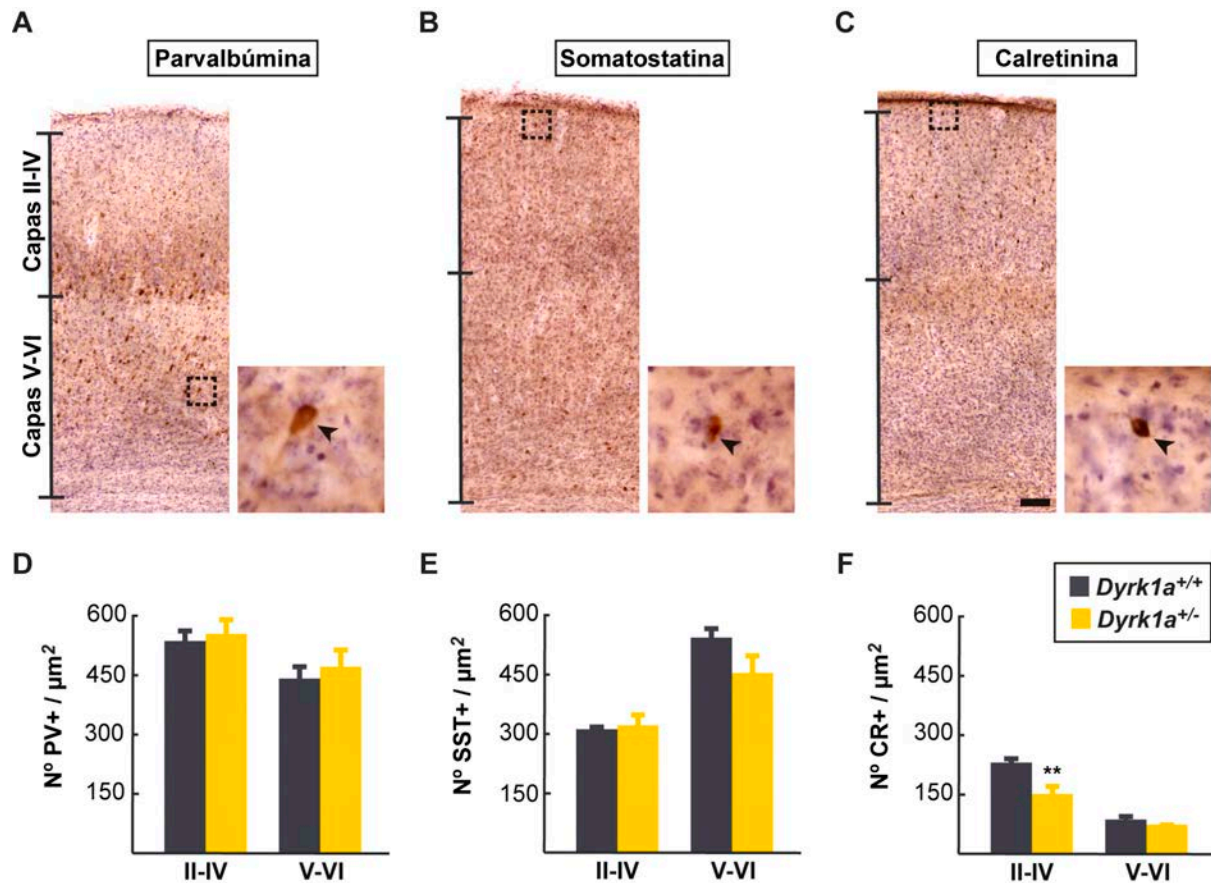 A
Parvalbúmina
B
Somatostatina
C
Calretinina
Capas II-IV
Capas V-VI
D
Nº PV+ / µm²
600
450
300
150
II-IV
V-VI
E
Nº SST+ / µm²
600
450
300
150
II-IV
V-VI
F
Dyrk1a+/+
Dyrk1a+/-
Nº CR+ / µm²
600
450
300
150
**
II-IV
V-VI